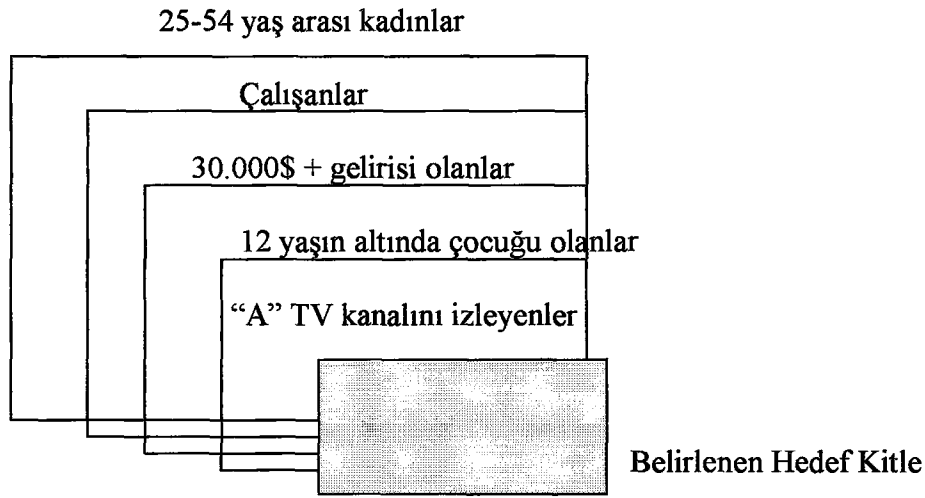 25-54 yaş arası kadınlar
Çalışanlar
30.000$ + gelirisi olanlar
12 yaşın altında çocuğu olanlar
“A” TV kanalını izleyenler
Belirlenen Hedef Kitle